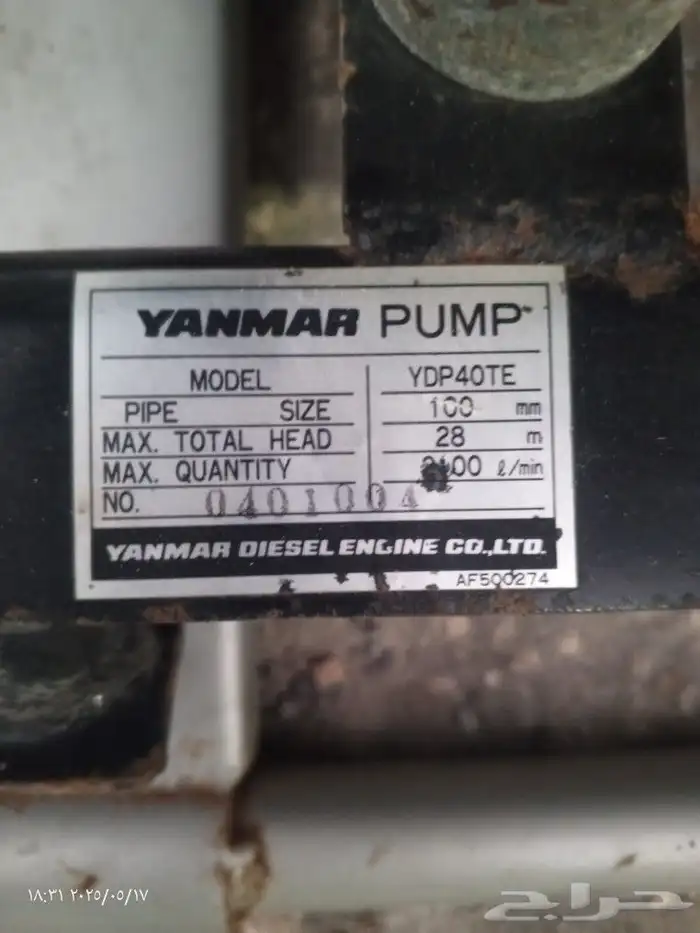 YANMAR PUMP
MODEL YDP40TE
PIPE SIZE 100 mm
MAX. TOTAL HEAD 28 m
MAX. QUANTITY ℓ/min
NO. 0401004
YANMAR DIESEL ENGINE CO.,LTD.
AF500274
١٨:٣١ ٢٠٢٥/٠٥/١٧
حراج